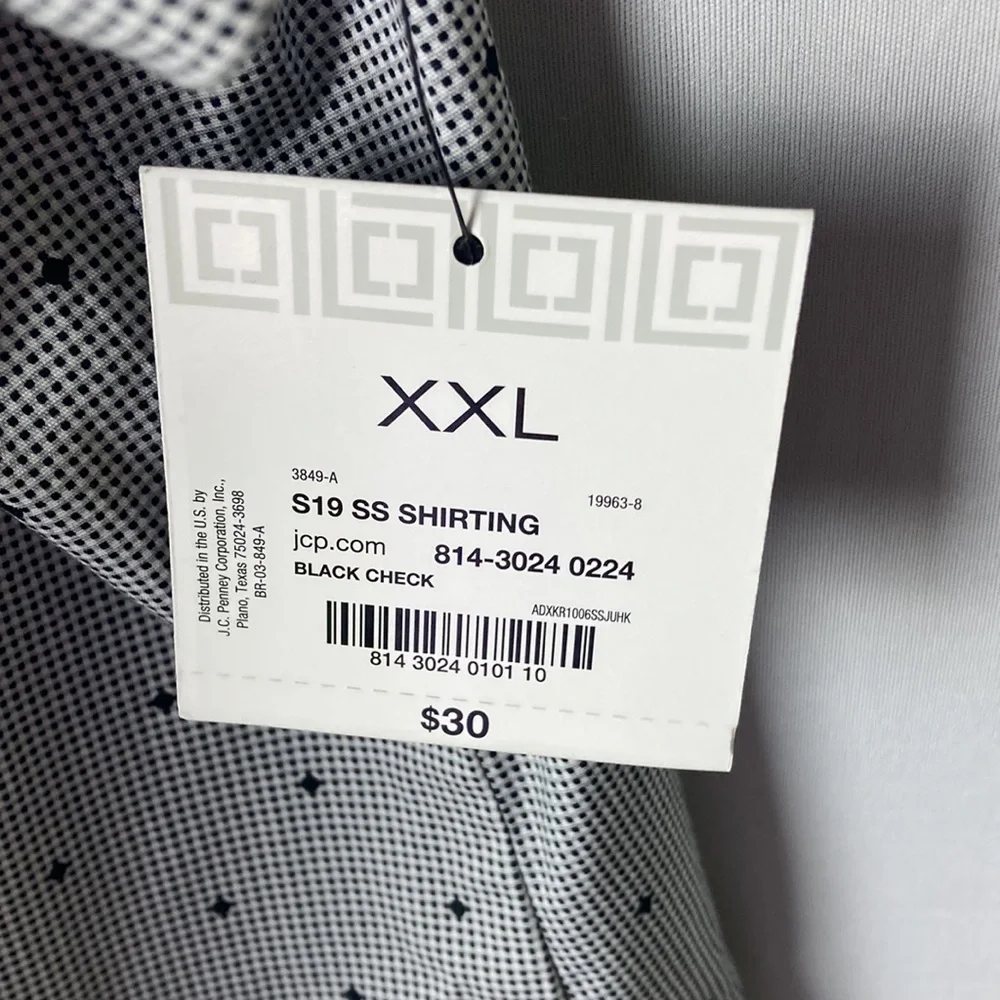 XXL
3849-A
19963-8
S19 SS SHIRTING
jcp.com 814-3024 0224
BLACK CHECK
ADXKR1006SSJUHK
814 3024 0101 10
$30
Distributed in the U.S. by
J.C. Penney Corporation, Inc.,
Plano, Texas 75024-3698
BR-03-849-A